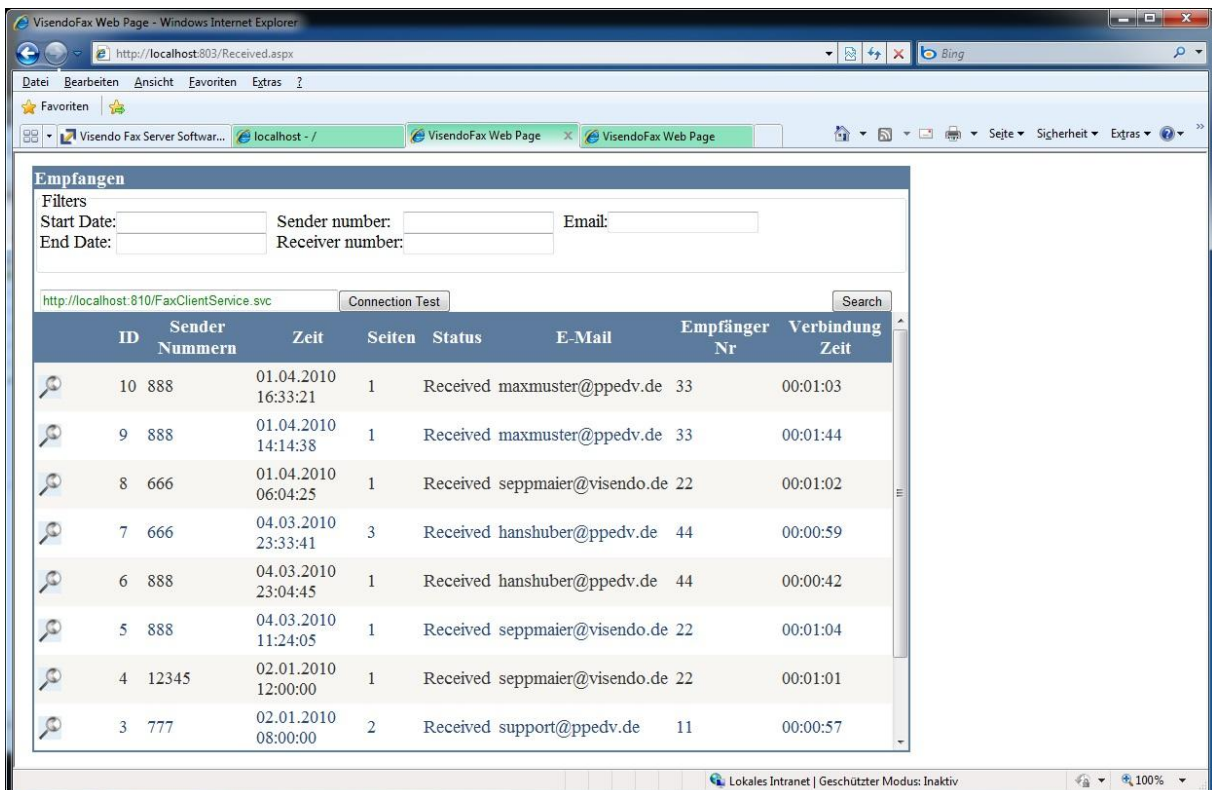 VisendoFax Web Page - Windows Internet Explorer
http://localhost:803/Received.aspx
Bing
Datei Bearbeiten Ansicht Favoriten Extras ?
Favoriten
Visendo Fax Server Softwar... localhost - / VisendoFax Web Page X VisendoFax Web Page Seite Sicherheit Extras
Empfangen
Filters
Start Date: Sender number: Email:
End Date: Receiver number:
http://localhost:810/FaxClientService.svc Connection Test Search
ID Sender Nummern Zeit Seiten Status E-Mail Empfänger Nr Verbindung Zeit
10 888 01.04.2010 16:33:21 1 Received maxmuster@ppedv.de 33 00:01:03
9 888 01.04.2010 14:14:38 1 Received maxmuster@ppedv.de 33 00:01:44
8 666 01.04.2010 06:04:25 1 Received seppmaier@visendo.de 22 00:01:02
7 666 04.03.2010 23:33:41 3 Received hanshuber@ppedv.de 44 00:00:59
6 888 04.03.2010 23:04:45 1 Received hanshuber@ppedv.de 44 00:00:42
5 888 04.03.2010 11:24:05 1 Received seppmaier@visendo.de 22 00:01:04
4 12345 02.01.2010 12:00:00 1 Received seppmaier@visendo.de 22 00:01:01
3 777 02.01.2010 08:00:00 2 Received support@ppedv.de 11 00:00:57
Lokales Intranet | Geschützter Modus: Inaktiv 100%